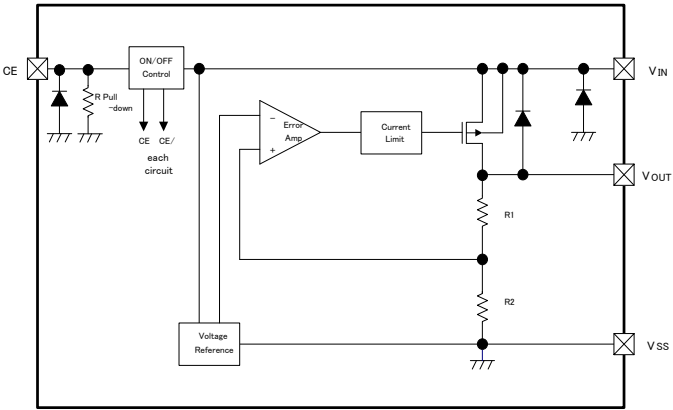 CE
ON/OFF
Control
R Pull
-down
CE CE/
each
circuit
−
Error
Amp
+
Current
Limit
VIN
VOUT
R1
R2
Voltage
Reference
VSS